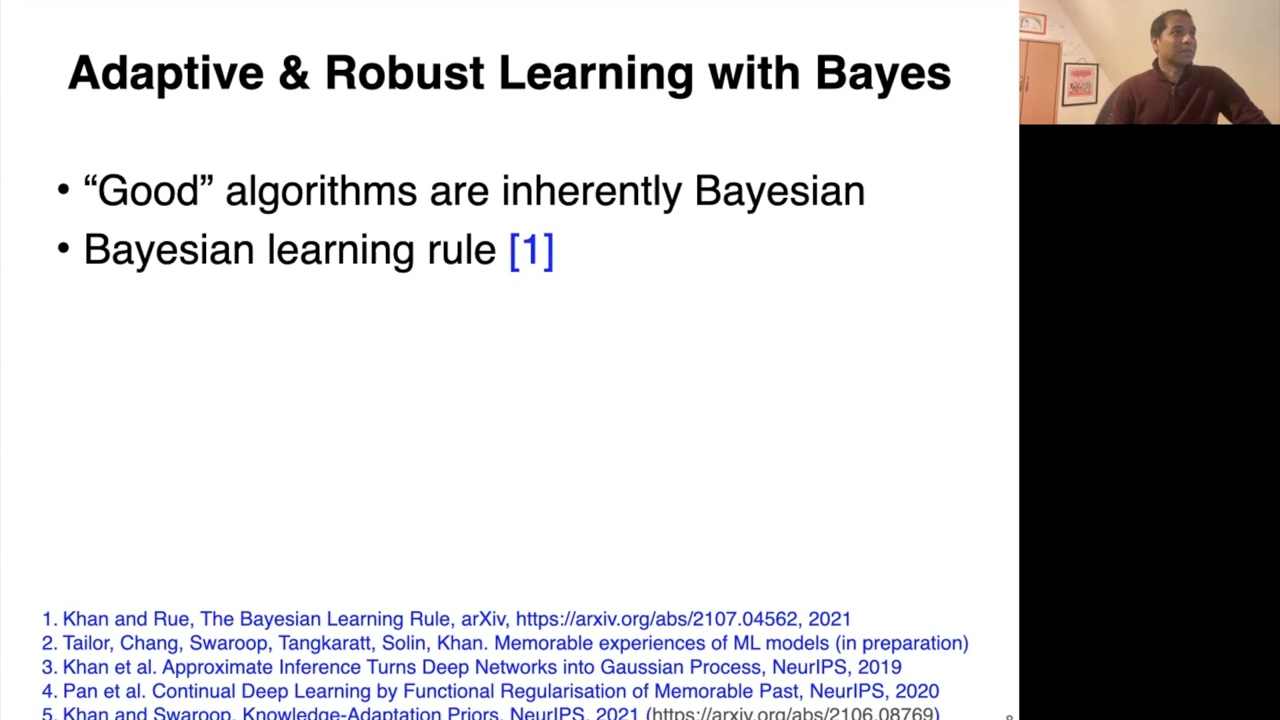 Adaptive & Robust Learning with Bayes
• “Good” algorithms are inherently Bayesian
• Bayesian learning rule [1]
1. Khan and Rue, The Bayesian Learning Rule, arXiv, https://arxiv.org/abs/2107.04562, 2021
2. Tailor, Chang, Swaroop, Tangkaratt, Solin, Khan. Memorable experiences of ML models (in preparation)
3. Khan et al. Approximate Inference Turns Deep Networks into Gaussian Process, NeurIPS, 2019
4. Pan et al. Continual Deep Learning by Functional Regularisation of Memorable Past, NeurIPS, 2020
5. Khan and Swaroop, Knowledge-Adaptation Priors, NeurIPS, 2021 (https://arxiv.org/abs/2106.08769)